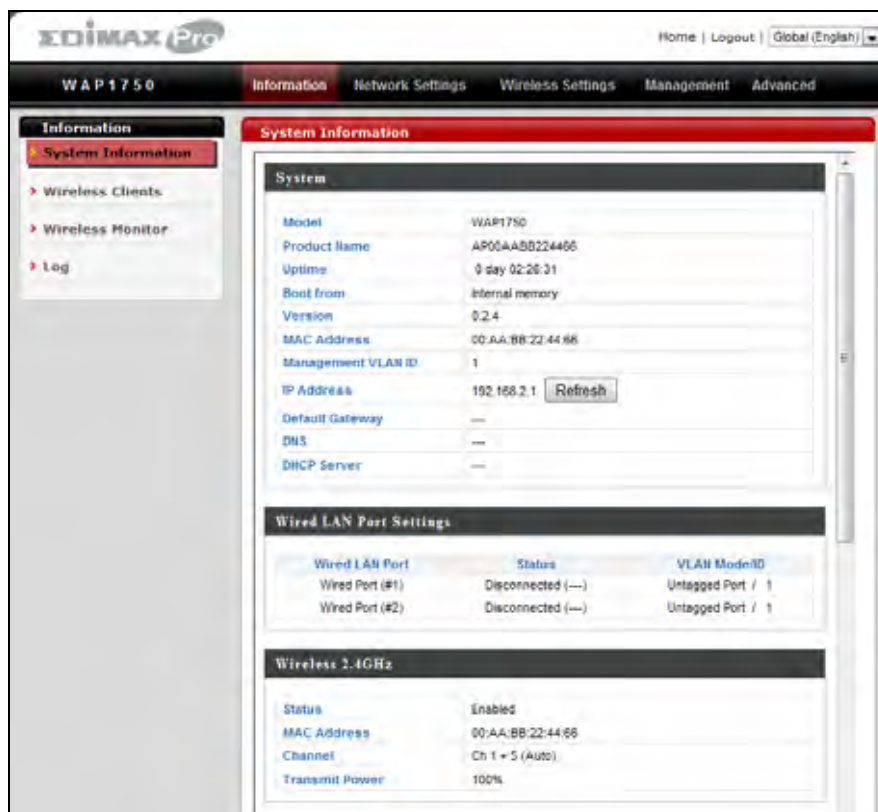 EDIMAX Pro
Home | Logout | Global (English)
WAP1750
Information Network Settings Wireless Settings Management Advanced
Information
System Information
Wireless Clients
Wireless Monitor
Log
System Information
System
Model WAP1750
Product Name AP00AABB224466
Uptime 0 day 02:26:31
Boot from Internal memory
Version 0.2.4
MAC Address 00:AA:BB:22:44:66
Management VLAN ID 1
IP Address 192.168.2.1 Refresh
Default Gateway ---
DNS ---
DHCP Server ---
Wired LAN Port Settings
Wired LAN Port Status VLAN Mode/ID
Wired Port (#1) Disconnected (---) Untagged Port / 1
Wired Port (#2) Disconnected (---) Untagged Port / 1
Wireless 2.4GHz
Status Enabled
MAC Address 00:AA:BB:22:44:66
Channel Ch 1 + 5 (Auto)
Transmit Power 100%